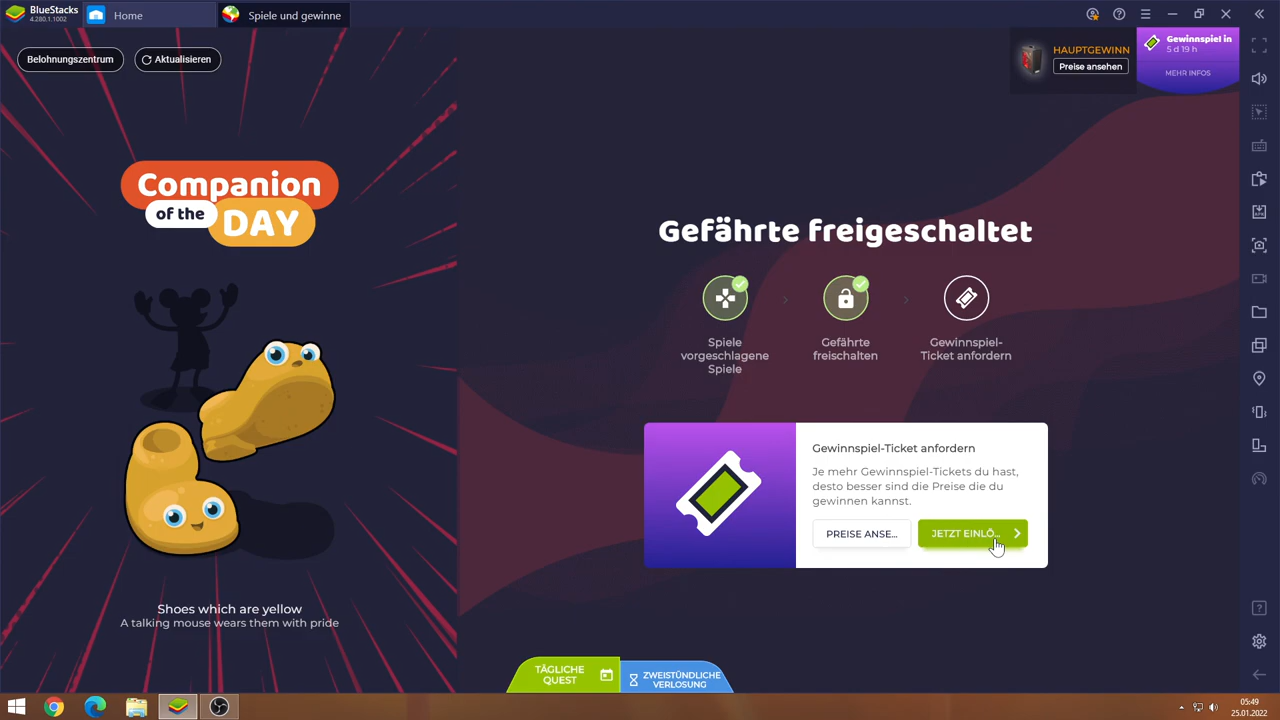 BlueStacks
4.280.1.1002
Home
Spiele und gewinne
Belohnungszentrum
Aktualisieren
HAUPTGEWINN
Preise ansehen
Gewinnspiel in
5 d 19 h
MEHR INFOS
Companion
of the
DAY
Shoes which are yellow
A talking mouse wears them with pride
Gefährte freigeschaltet
Spiele
vorgeschlagene
Spiele
Gefährte
freischalten
Gewinnspiel-
Ticket anfordern
Gewinnspiel-Ticket anfordern
Je mehr Gewinnspiel-Tickets du hast,
desto besser sind die Preise die du
gewinnen kannst.
PREISE ANSE...
JETZT EINLÖ...
TÄGLICHE
QUEST
ZWEISTÜNDLICHE
VERLOSUNG
05:49
25.01.2022